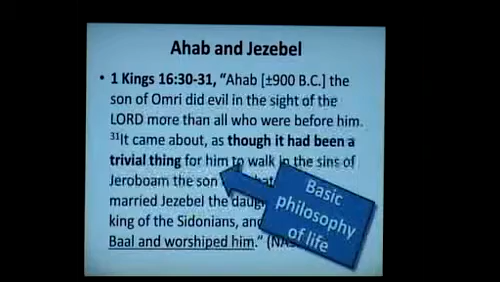 Ahab and Jezebel
• 1 Kings 16:30-31, “Ahab [±900 B.C.] the
son of Omri did evil in the sight of the
LORD more than all who were before him.
³¹It came about, as though it had been a
trivial thing for him to walk in the sins of
Jeroboam the son
married Jezebel the
king of the Sidonians,
Baal and worshiped him.”
Basic
philosophy
of life